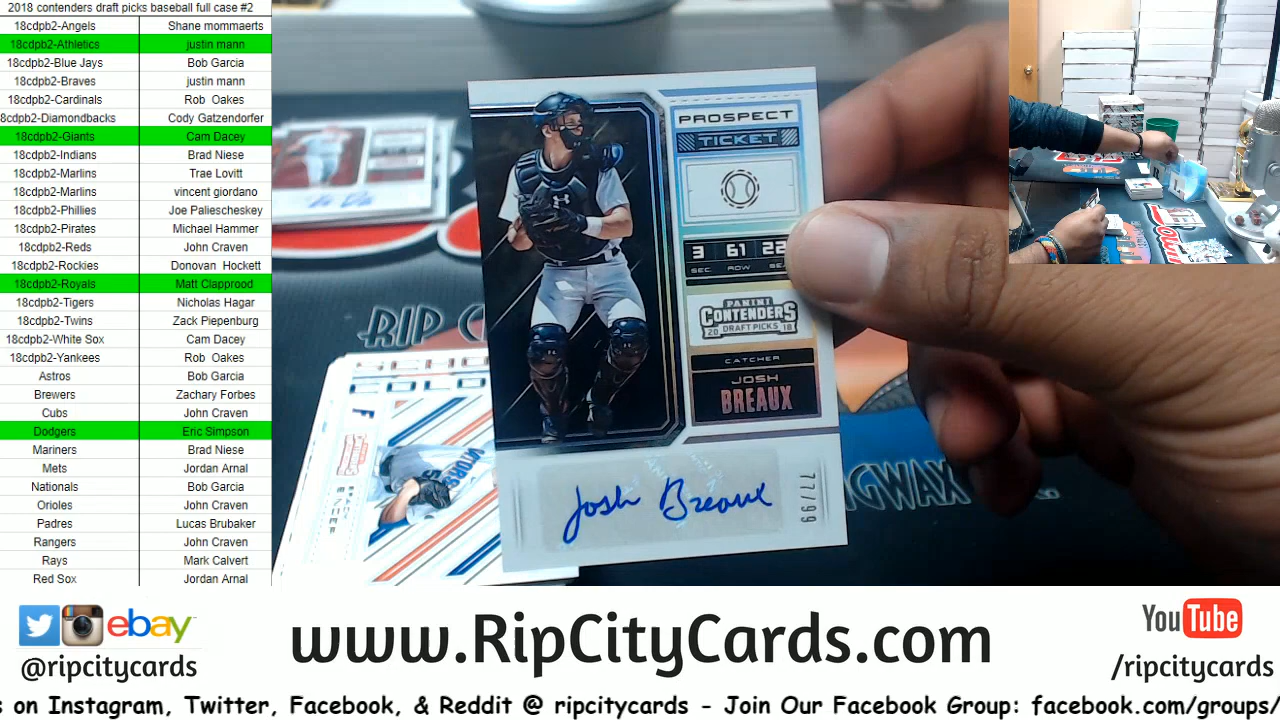 2018 contenders draft picks baseball full case #2
18cdpb2-Angels Shane mommaerts
18cdpb2-Athletics justin mann
18cdpb2-Blue Jays Bob Garcia
18cdpb2-Braves justin mann
18cdpb2-Cardinals Rob Oakes
8cdpb2-Diamondbacks Cody Gatzendorfer
18cdpb2-Giants Cam Dacey
18cdpb2-Indians Brad Niese
18cdpb2-Marlins Trae Lovitt
18cdpb2-Marlins vincent giordano
18cdpb2-Phillies Joe Paliescheskey
18cdpb2-Pirates Michael Hammer
18cdpb2-Reds John Craven
18cdpb2-Rockies Donovan Hockett
18cdpb2-Royals Matt Clapprood
18cdpb2-Tigers Nicholas Hagar
18cdpb2-Twins Zack Piepenburg
18cdpb2-White Sox Cam Dacey
18cdpb2-Yankees Rob Oakes
Astros Bob Garcia
Brewers Zachary Forbes
Cubs John Craven
Dodgers Eric Simpson
Mariners Brad Niese
Mets Jordan Arnal
Nationals Bob Garcia
Orioles John Craven
Padres Lucas Brubaker
Rangers John Craven
Rays Mark Calvert
Red Sox Jordan Arnal
PROSPECT
TICKET
3 61 22
SEC. ROW
PANINI
CONTENDERS
20 DRAFT PICKS 18
CATCHER
JOSH
BREAUX
Josh Breaux
77/99
RIP C
NGWAX
ebay
@ripcitycards
www.RipCityCards.com
YouTube
/ripcitycards
s on Instagram, Twitter, Facebook, & Reddit @ ripcitycards - Join Our Facebook Group: facebook.com/groups/